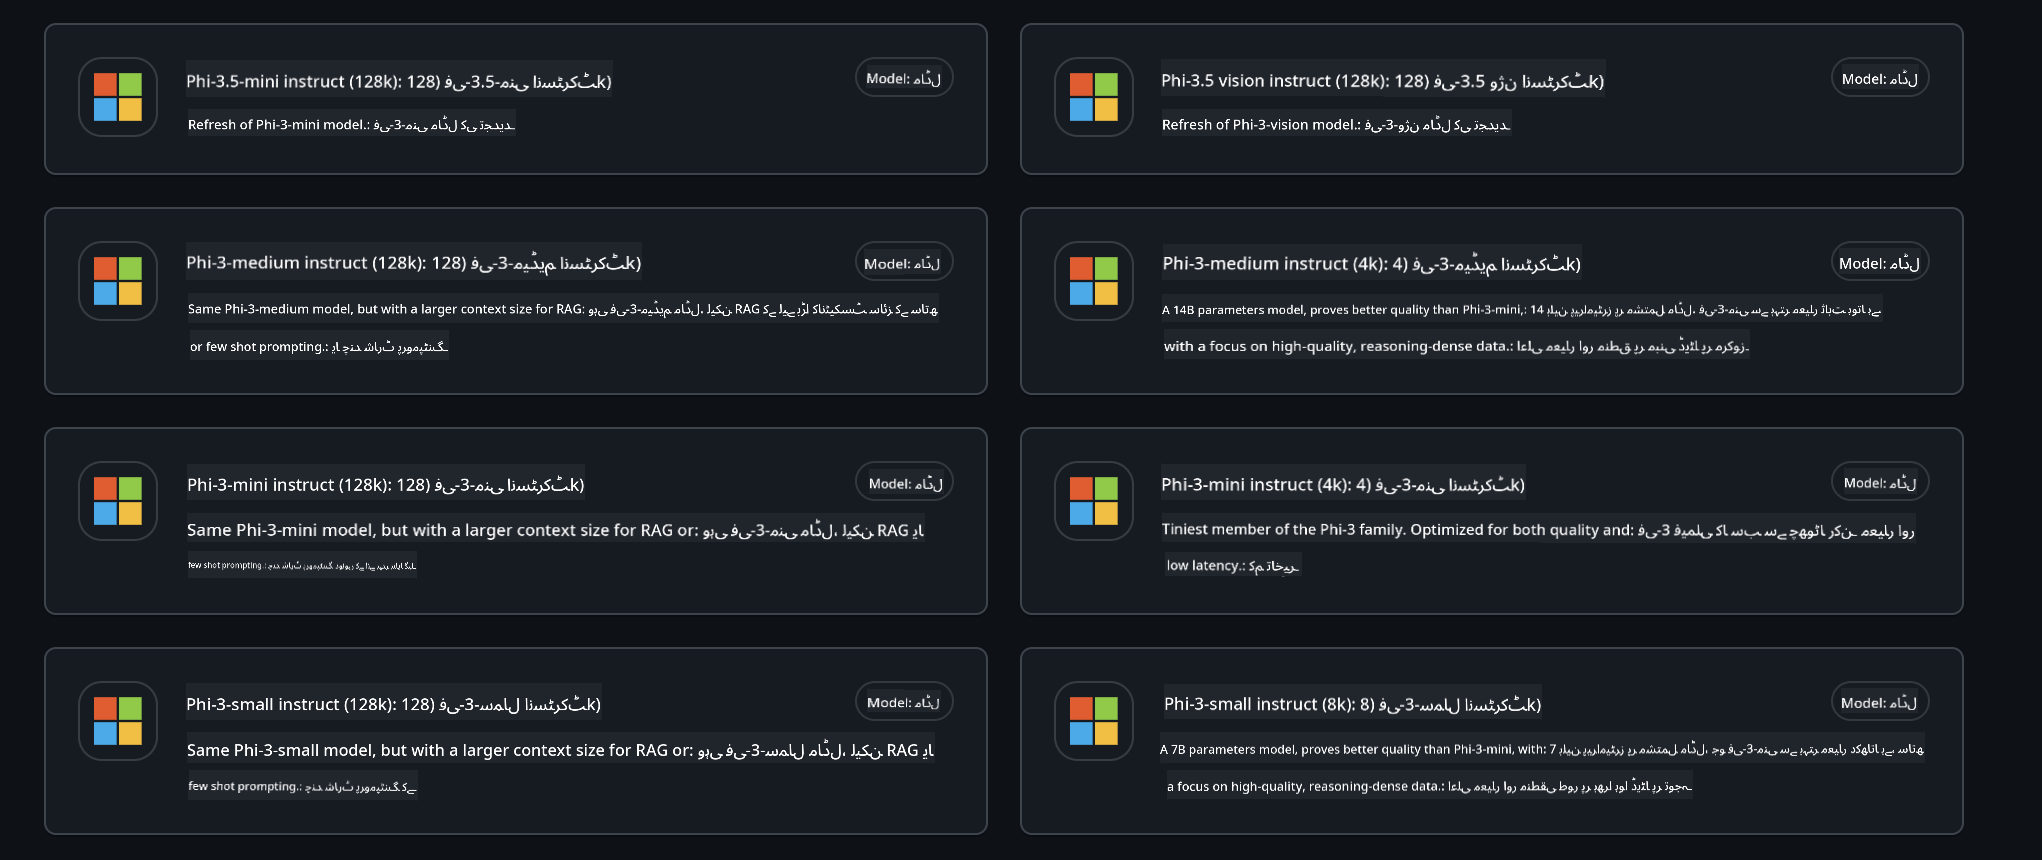 Phi-3.5-mini instruct (128k): فی-3.5-منی انسٹرکٹ (128k)
Model: ماڈل
Refresh of Phi-3-mini model.: فی-3-منی ماڈل کی تجدید۔
Phi-3.5 vision instruct (128k): فی-3.5 وژن انسٹرکٹ (128k)
Model: ماڈل
Refresh of Phi-3-vision model.: فی-3-وژن ماڈل کی تجدید۔
Phi-3-medium instruct (128k): فی-3-میڈیم انسٹرکٹ (128k)
Model: ماڈل
Same Phi-3-medium model, but with a larger context size for RAG: وہی فی-3-میڈیم ماڈل، لیکن RAG کے لیے بڑے کانٹیکسٹ سائز کے ساتھ
or few shot prompting.: یا چند شاٹ پرومپٹنگ۔
Phi-3-medium instruct (4k): فی-3-میڈیم انسٹرکٹ (4k)
Model: ماڈل
A 14B parameters model, proves better quality than Phi-3-mini,: 14 بلین پیرامیٹرز پر مشتمل ماڈل، فی-3-منی سے بہتر معیار ثابت ہوتا ہے
with a focus on high-quality, reasoning-dense data.: اعلی معیار اور منطق پر مبنی ڈیٹا پر مرکوز۔
Phi-3-mini instruct (128k): فی-3-منی انسٹرکٹ (128k)
Model: ماڈل
Same Phi-3-mini model, but with a larger context size for RAG or: وہی فی-3-منی ماڈل، لیکن RAG یا
few shot prompting.: چند شاٹ پرومپٹنگ
Phi-3-mini instruct (4k): فی-3-منی انسٹرکٹ (4k)
Model: ماڈل
Tiniest member of the Phi-3 family. Optimized for both quality and: فی-3 فیملی کا سب سے چھوٹا رکن۔ معیار اور
low latency.: کم تاخیر۔
Phi-3-small instruct (128k): فی-3-سمال انسٹرکٹ (128k)
Model: ماڈل
Same Phi-3-small model, but with a larger context size for RAG or: وہی فی-3-سمال ماڈل، لیکن RAG یا
few shot prompting.: چند شاٹ پرومپٹنگ کے
Phi-3-small instruct (8k): فی-3-سمال انسٹرکٹ (8k)
Model: ماڈل
A 7B parameters model, proves better quality than Phi-3-mini, with: 7 بلین پیرامیٹرز پر مشتمل ماڈل، جو فی-3-منی سے بہتر معیار دکھاتا ہے، ساتھ
a focus on high-quality, reasoning-dense data.: اعلی معیار اور منطقی طور پر بھرپور ڈیٹا پر توجہ۔